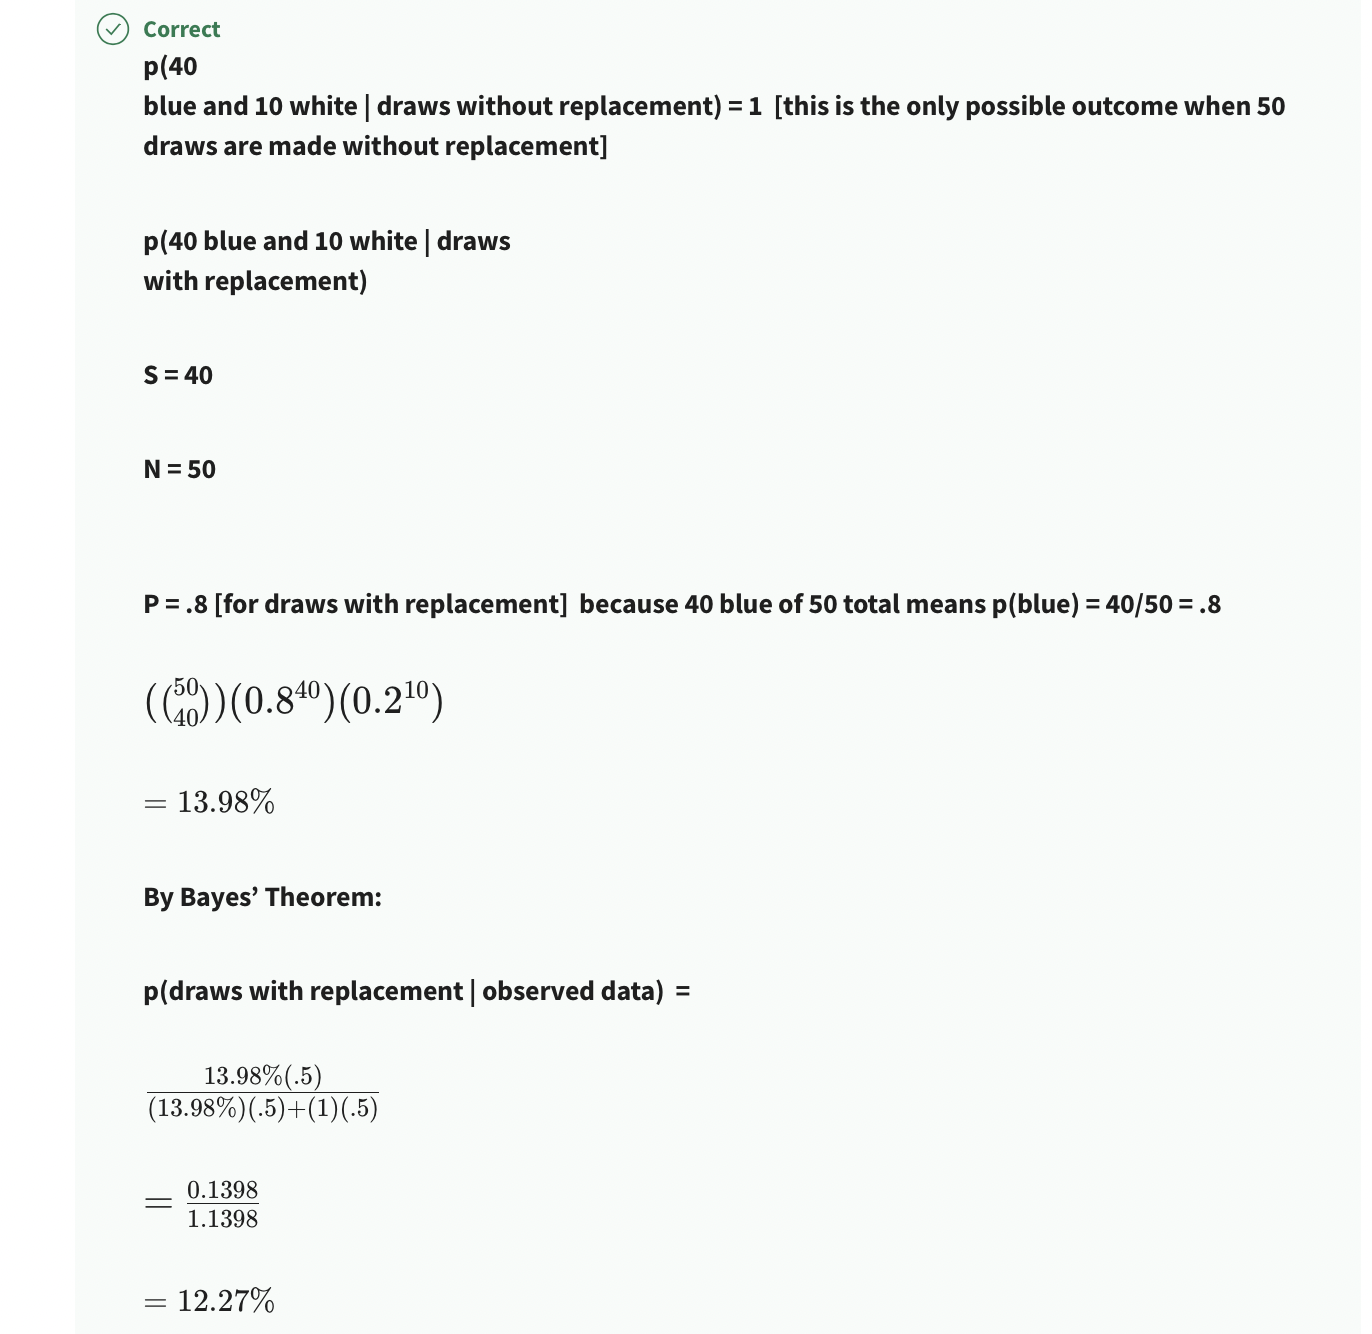 Correct
p(40
blue and 10 white | draws without replacement) = 1 [this is the only possible outcome when 50
draws are made without replacement]
p(40 blue and 10 white | draws
with replacement)
S = 40
N = 50
P = .8 [for draws with replacement] because 40 blue of 50 total means p(blue) = 40/50 = .8
$((\binom{50}{40}))(0.8^{40})(0.2^{10})$
= 13.98%
By Bayes’ Theorem:
p(draws with replacement | observed data) =
$\frac{13.98\%(.5)}{(13.98\%)(.5)+(1)(.5)}$
$= \frac{0.1398}{1.1398}$
= 12.27%